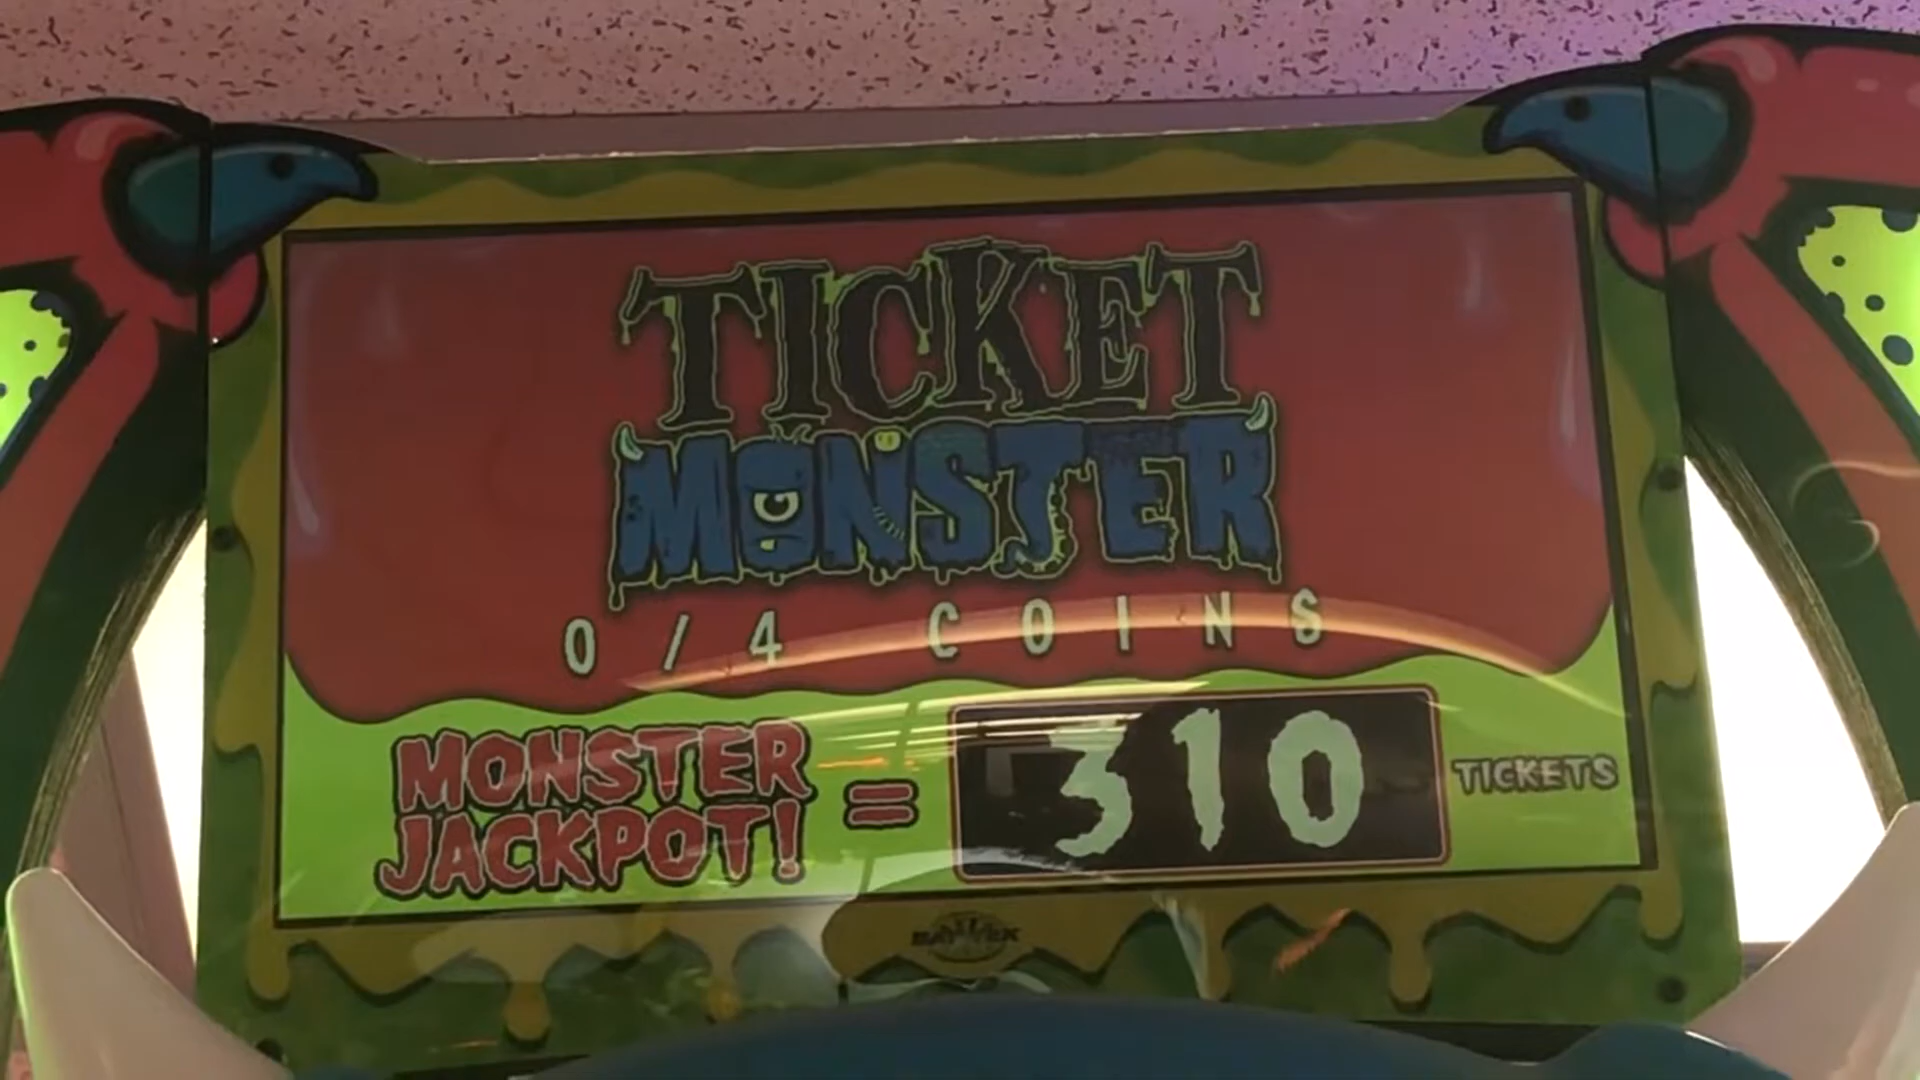 TICKET
MONSTER
0/4 COINS
MONSTER
JACKPOT!
=
310
TICKETS